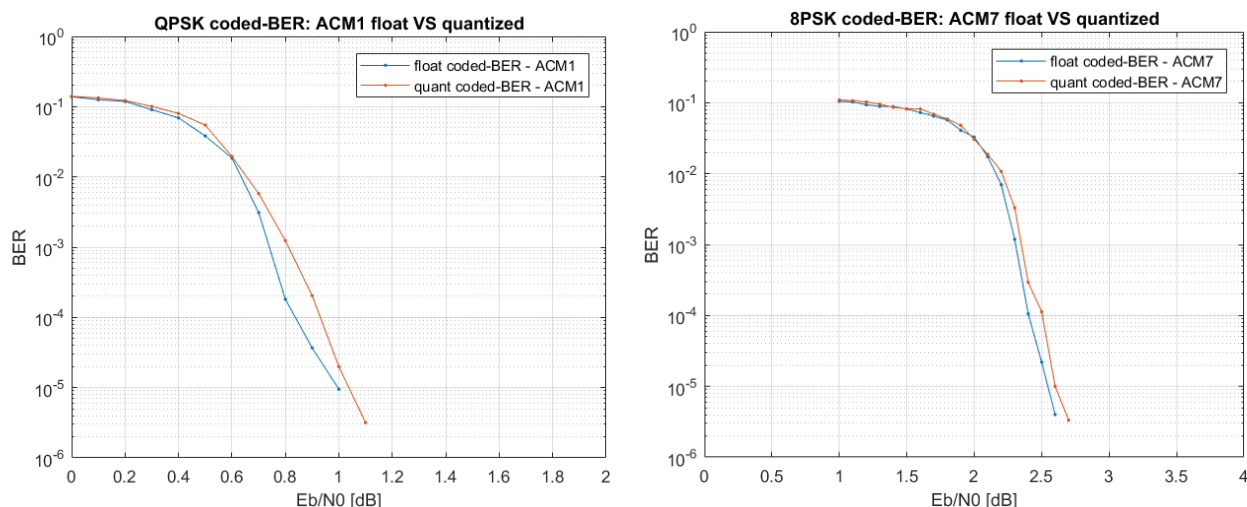 QPSK coded-BER: ACM1 float VS quantized
float coded-BER - ACM1
quant coded-BER - ACM1
10^0
10^-1
10^-2
10^-3
10^-4
10^-5
10^-6
BER
0 0.2 0.4 0.6 0.8 1 1.2 1.4 1.6 1.8 2
Eb/N0 [dB]
8PSK coded-BER: ACM7 float VS quantized
float coded-BER - ACM7
quant coded-BER - ACM7
10^0
10^-1
10^-2
10^-3
10^-4
10^-5
10^-6
BER
0 0.5 1 1.5 2 2.5 3 3.5 4
Eb/N0 [dB]